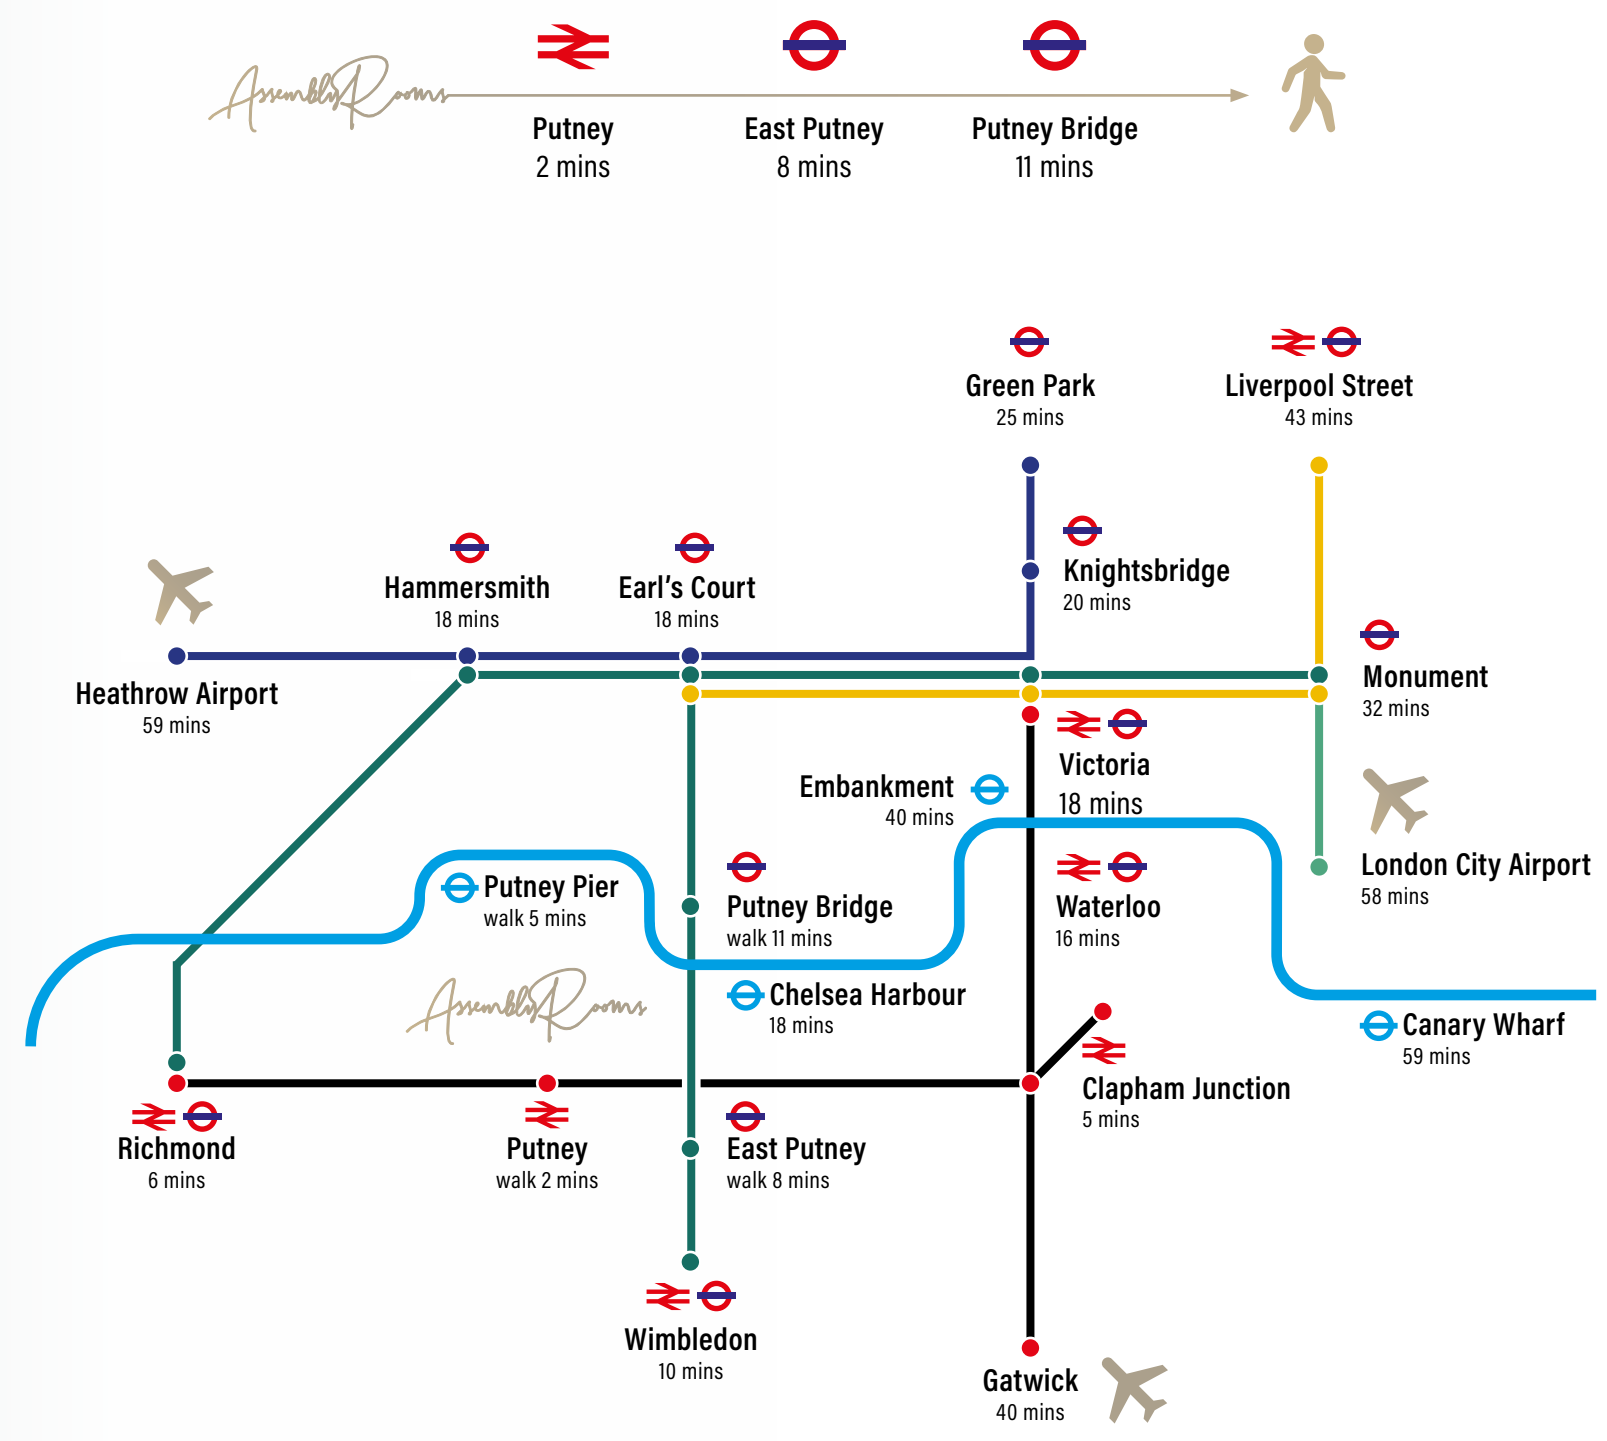 Assembly Rooms
Putney
2 mins
East Putney
8 mins
Putney Bridge
11 mins
Green Park
25 mins
Liverpool Street
43 mins
Knightsbridge
20 mins
Hammersmith
18 mins
Earl's Court
18 mins
Heathrow Airport
59 mins
Monument
32 mins
Victoria
18 mins
Embankment
40 mins
London City Airport
58 mins
Putney Pier
walk 5 mins
Putney Bridge
walk 11 mins
Waterloo
16 mins
Assembly Rooms
Chelsea Harbour
18 mins
Canary Wharf
59 mins
Clapham Junction
5 mins
Richmond
6 mins
Putney
walk 2 mins
East Putney
walk 8 mins
Wimbledon
10 mins
Gatwick
40 mins